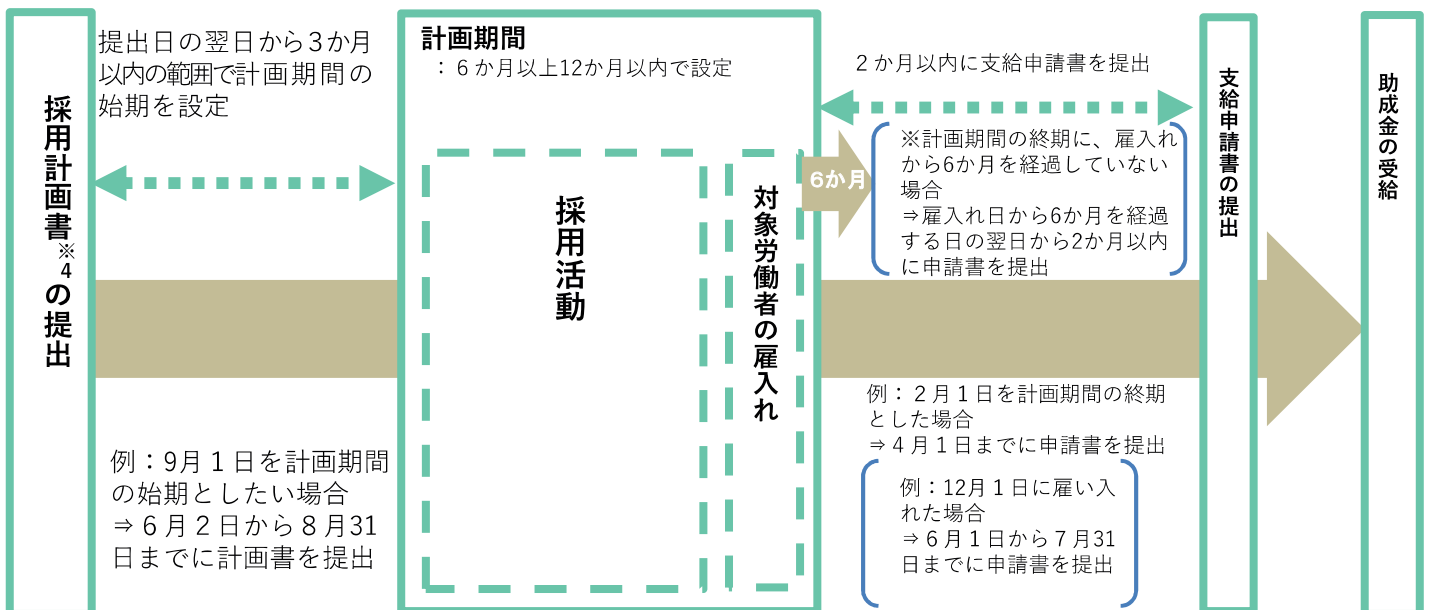 採用計画書※4の提出
提出日の翌日から3か月
以内の範囲で計画期間の
始期を設定
例：9月１日を計画期間
の始期としたい場合
⇒６月２日から８月31
日までに計画書を提出
計画期間
：６か月以上12か月以内で設定
採用活動
対象労働者の雇入れ
６か月
２か月以内に支給申請書を提出
※計画期間の終期に、雇入れ
から6か月を経過していない
場合
⇒雇入れ日から6か月を経過
する日の翌日から2か月以内
に申請書を提出
例：２月１日を計画期間の終期
とした場合
⇒４月１日までに申請書を提出
例：12月１日に雇い入
れた場合
⇒６月１日から７月31
日までに申請書を提出
支給申請書の提出
助成金の受給